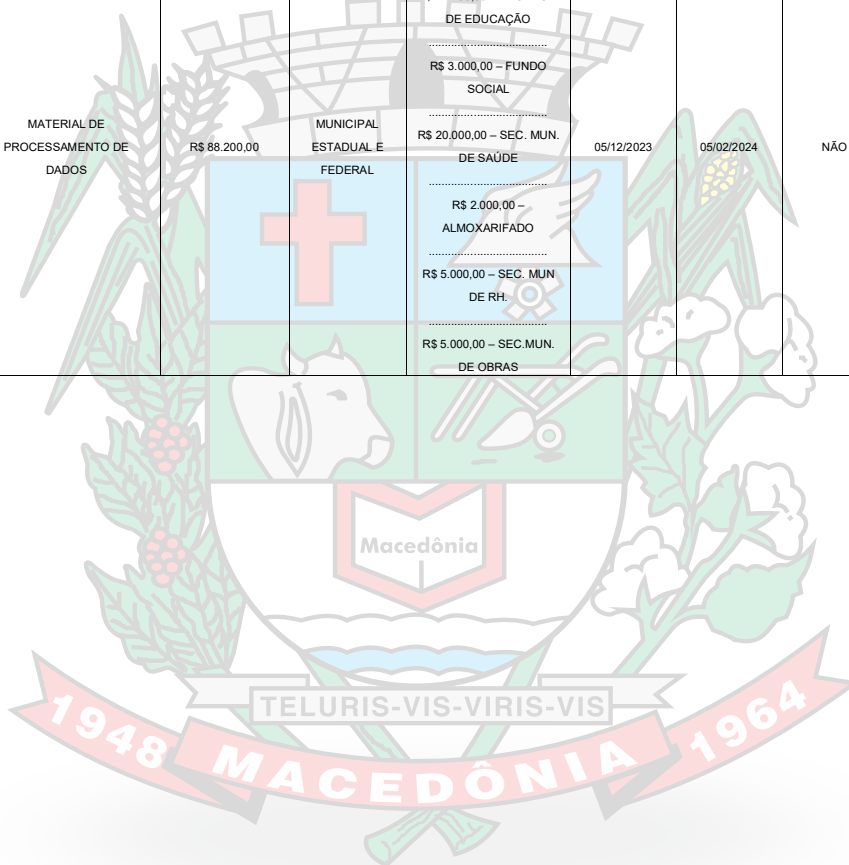 DE EDUCAÇÃO
.......................................
R$ 3.000,00 – FUNDO
SOCIAL
.......................................
R$ 20.000,00 – SEC. MUN.
DE SAÚDE
.......................................
R$ 2.000,00 –
ALMOXARIFADO
.......................................
R$ 5.000,00 – SEC. MUN
DE RH.
.......................................
R$ 5.000,00 – SEC.MUN.
DE OBRAS
MATERIAL DE
PROCESSAMENTO DE
DADOS
R$ 88.200,00
MUNICIPAL
ESTADUAL E
FEDERAL
05/12/2023
05/02/2024
NÃO
Macedônia
TELURIS-VIS-VIRIS-VIS
1948 MACEDÔNIA 1964